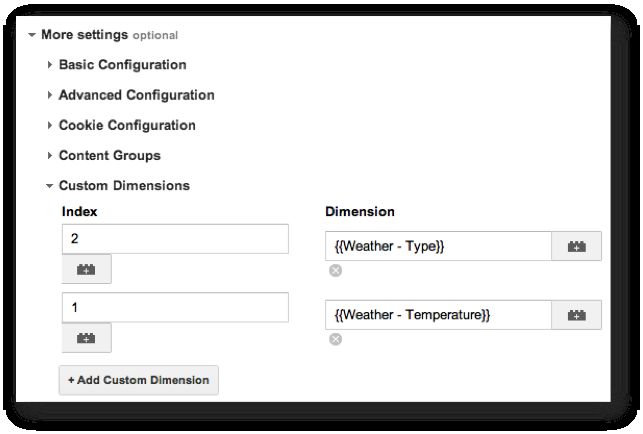 More settings optional
Basic Configuration
Advanced Configuration
Cookie Configuration
Content Groups
Custom Dimensions
Index Dimension
2 {{Weather - Type}}
1 {{Weather - Temperature}}
+ Add Custom Dimension